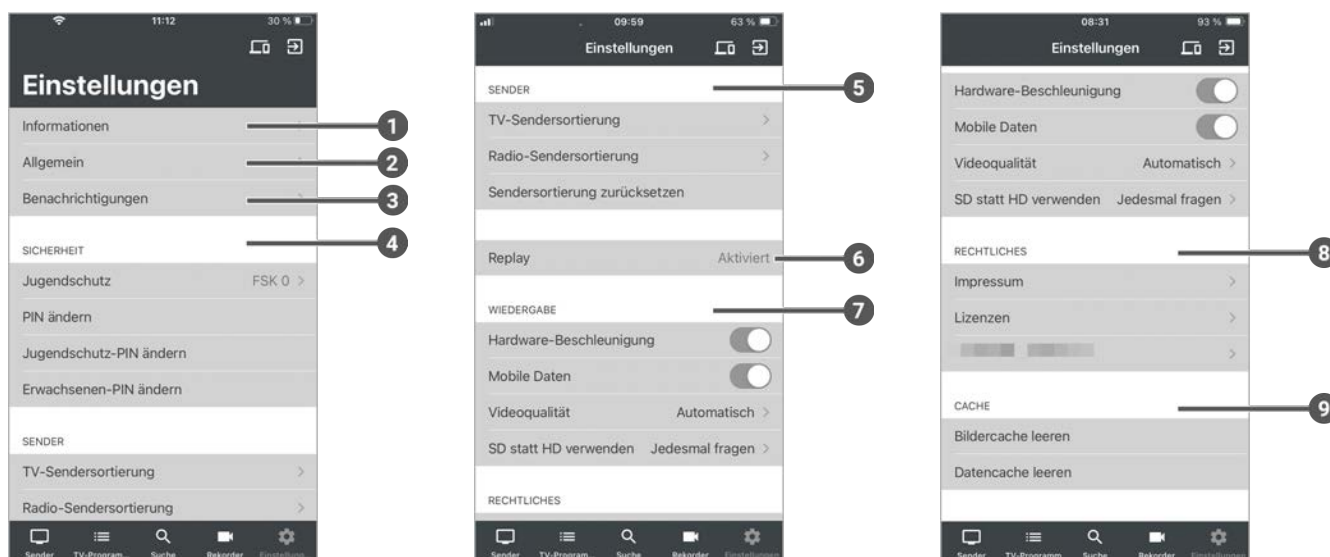 11:12
30 %
Einstellungen
Informationen
1
Allgemein
2
Benachrichtigungen
3
SICHERHEIT
4
Jugendschutz FSK 0
PIN ändern
Jugendschutz-PIN ändern
Erwachsenen-PIN ändern
SENDER
TV-Sendersortierung
Radio-Sendersortierung
Sender TV-Program... Suche Rekorder Einstellung...
09:59
63 %
Einstellungen
SENDER
5
TV-Sendersortierung
Radio-Sendersortierung
Sendersortierung zurücksetzen
Replay Aktiviert
6
WIEDERGABE
7
Hardware-Beschleunigung
Mobile Daten
Videoqualität Automatisch
SD statt HD verwenden Jedesmal fragen
RECHTLICHES
Sender TV-Program... Suche Rekorder Einstellungen
08:31
93 %
Einstellungen
Hardware-Beschleunigung
Mobile Daten
Videoqualität Automatisch
SD statt HD verwenden Jedesmal fragen
RECHTLICHES
8
Impressum
Lizenzen
CACHE
9
Bildercache leeren
Datencache leeren
Sender TV-Programm Suche Rekorder Einstellungen